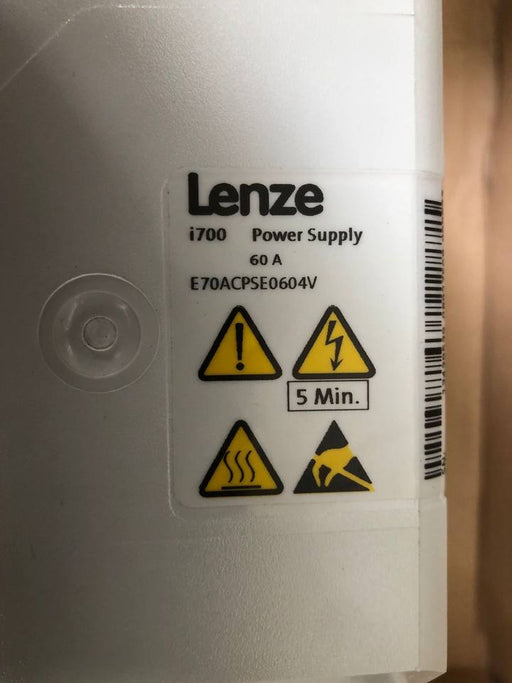 Lenze
i700 Power Supply
60 A
E70ACPSE0604V
5 Min.